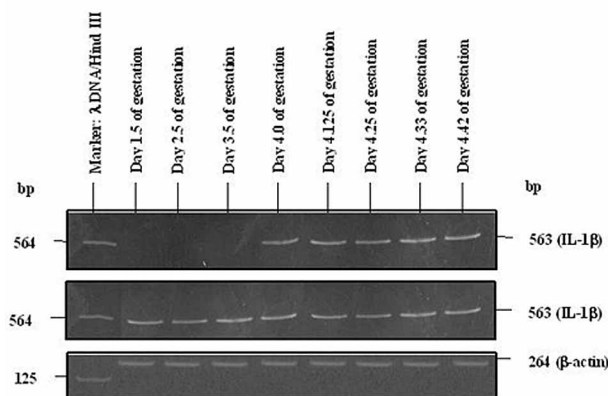 Marker: λDNA/Hind III
Day 1.5 of gestation
Day 2.5 of gestation
Day 3.5 of gestation
Day 4.0 of gestation
Day 4.125 of gestation
Day 4.25 of gestation
Day 4.33 of gestation
Day 4.42 of gestation
bp
bp
564
563 (IL-1β)
564
563 (IL-1β)
264 (β-actin)
125